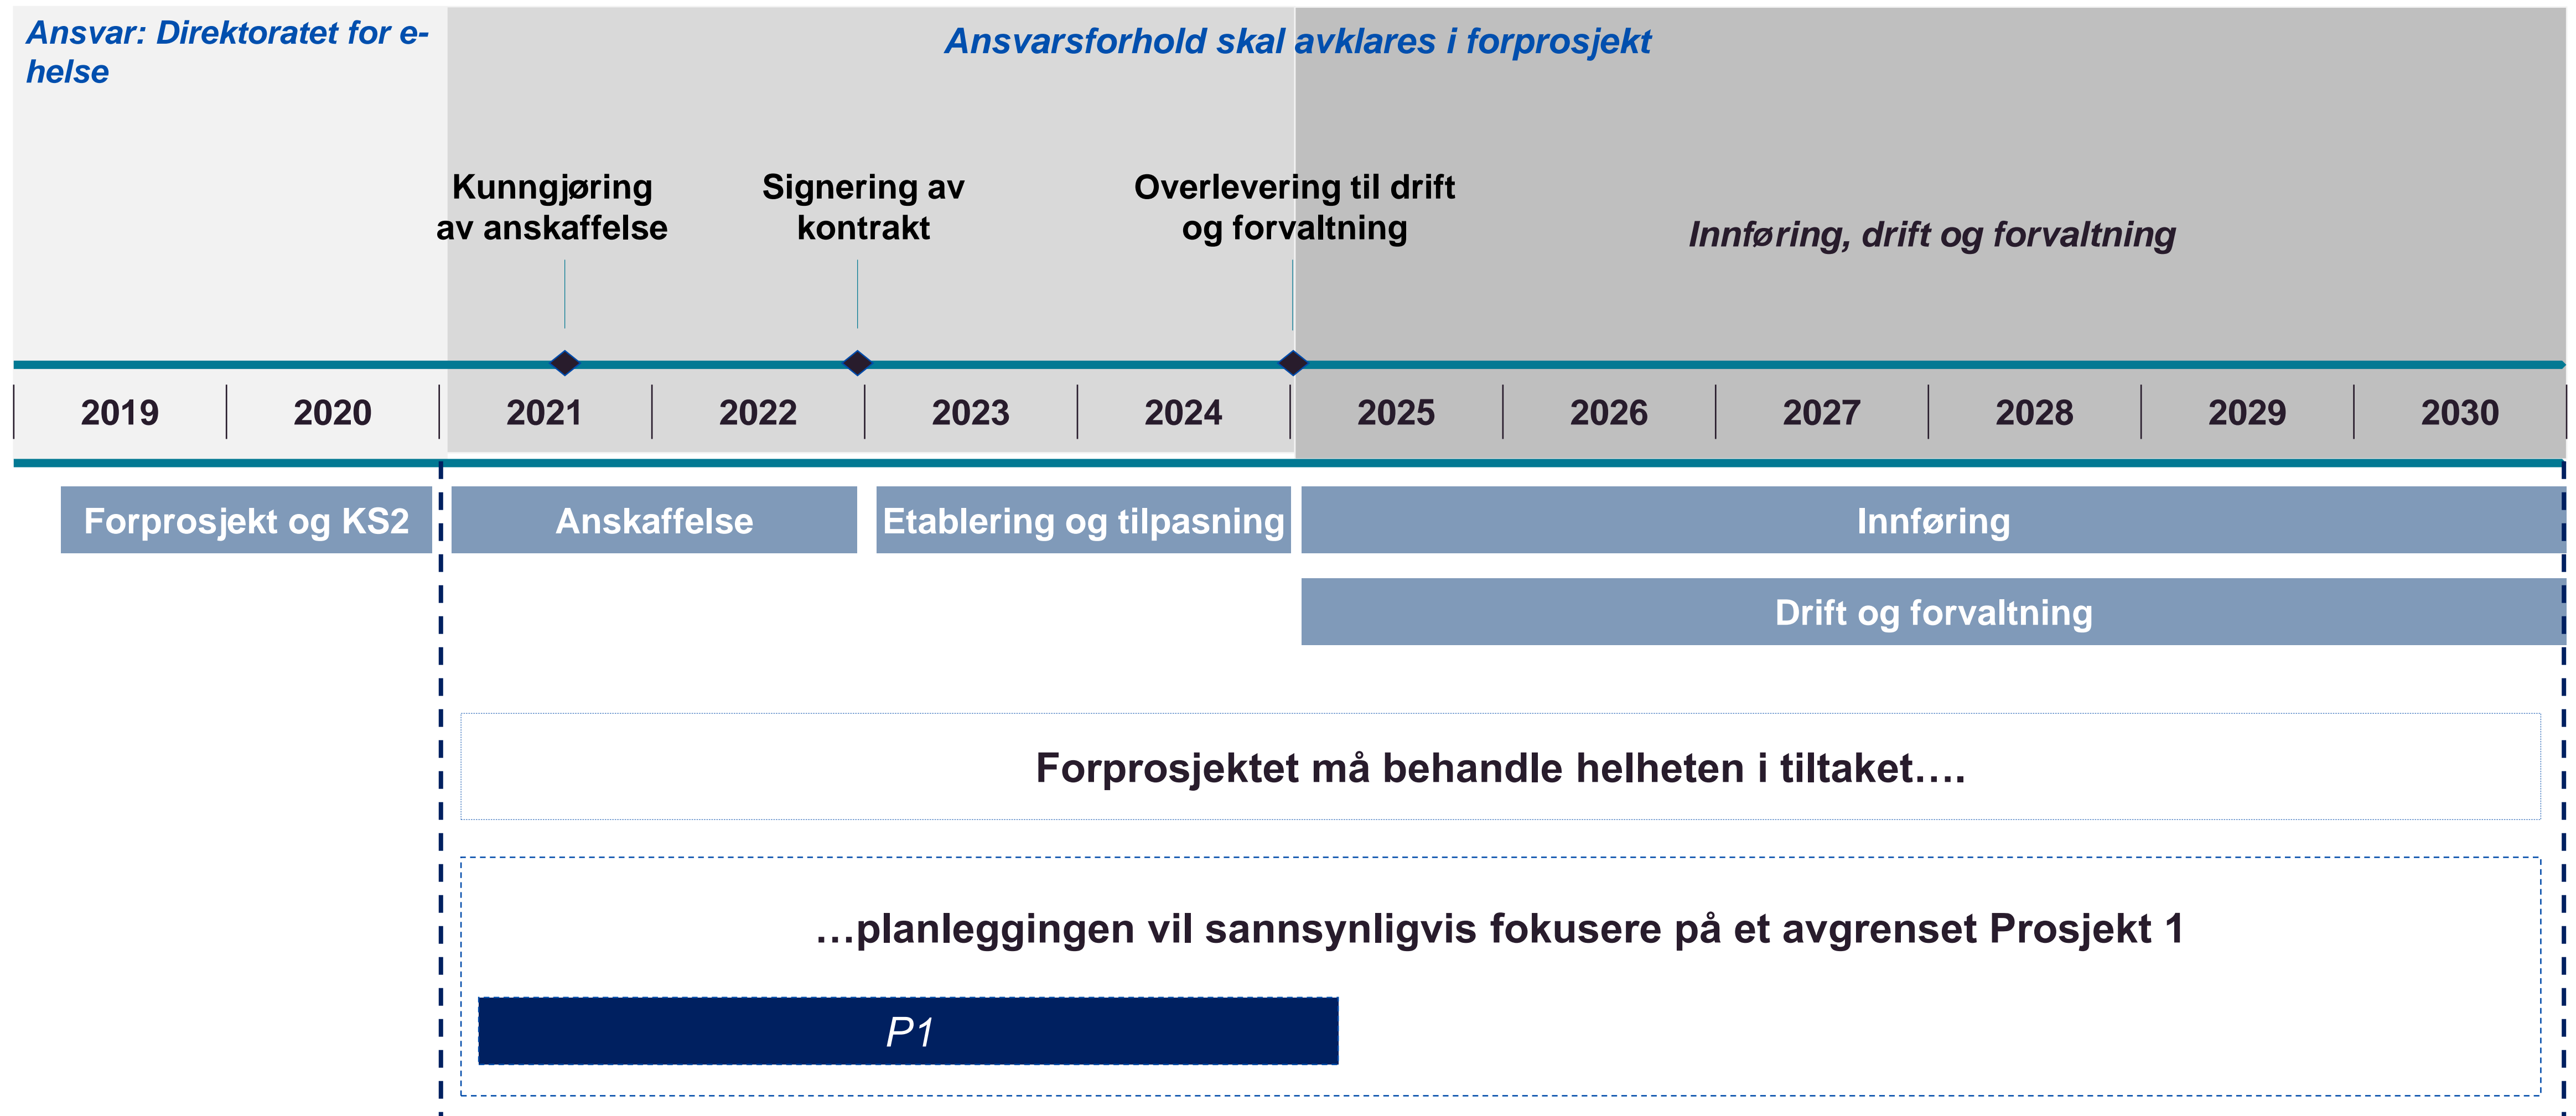 Ansvar: Direktoratet for e-
helse
Ansvarsforhold skal avklares i forprosjekt
Kunngjøring
av anskaffelse
Signering av
kontrakt
Overlevering til drift
og forvaltning
Innføring, drift og forvaltning
2019
2020
2021
2022
2023
2024
2025
2026
2027
2028
2029
2030
Forprosjekt og KS2
Anskaffelse
Etablering og tilpasning
Innføring
Drift og forvaltning
Forprosjektet må behandle helheten i tiltaket….
…planleggingen vil sannsynligvis fokusere på et avgrenset Prosjekt 1
P1